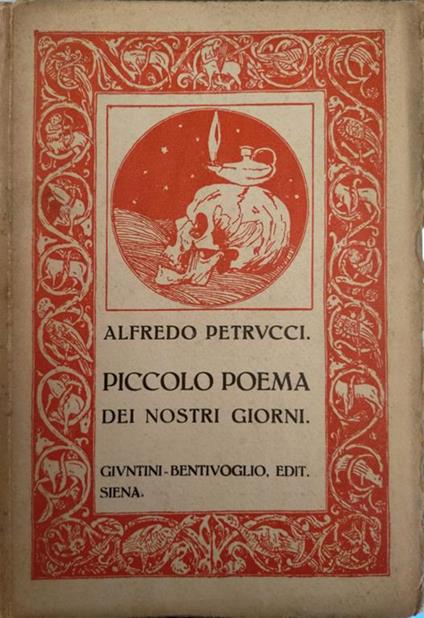 ALFREDO PETRVCCI.
PICCOLO POEMA
DEI NOSTRI GIORNI.
GIVNTINI-BENTIVOGLIO, EDIT.
SIENA.